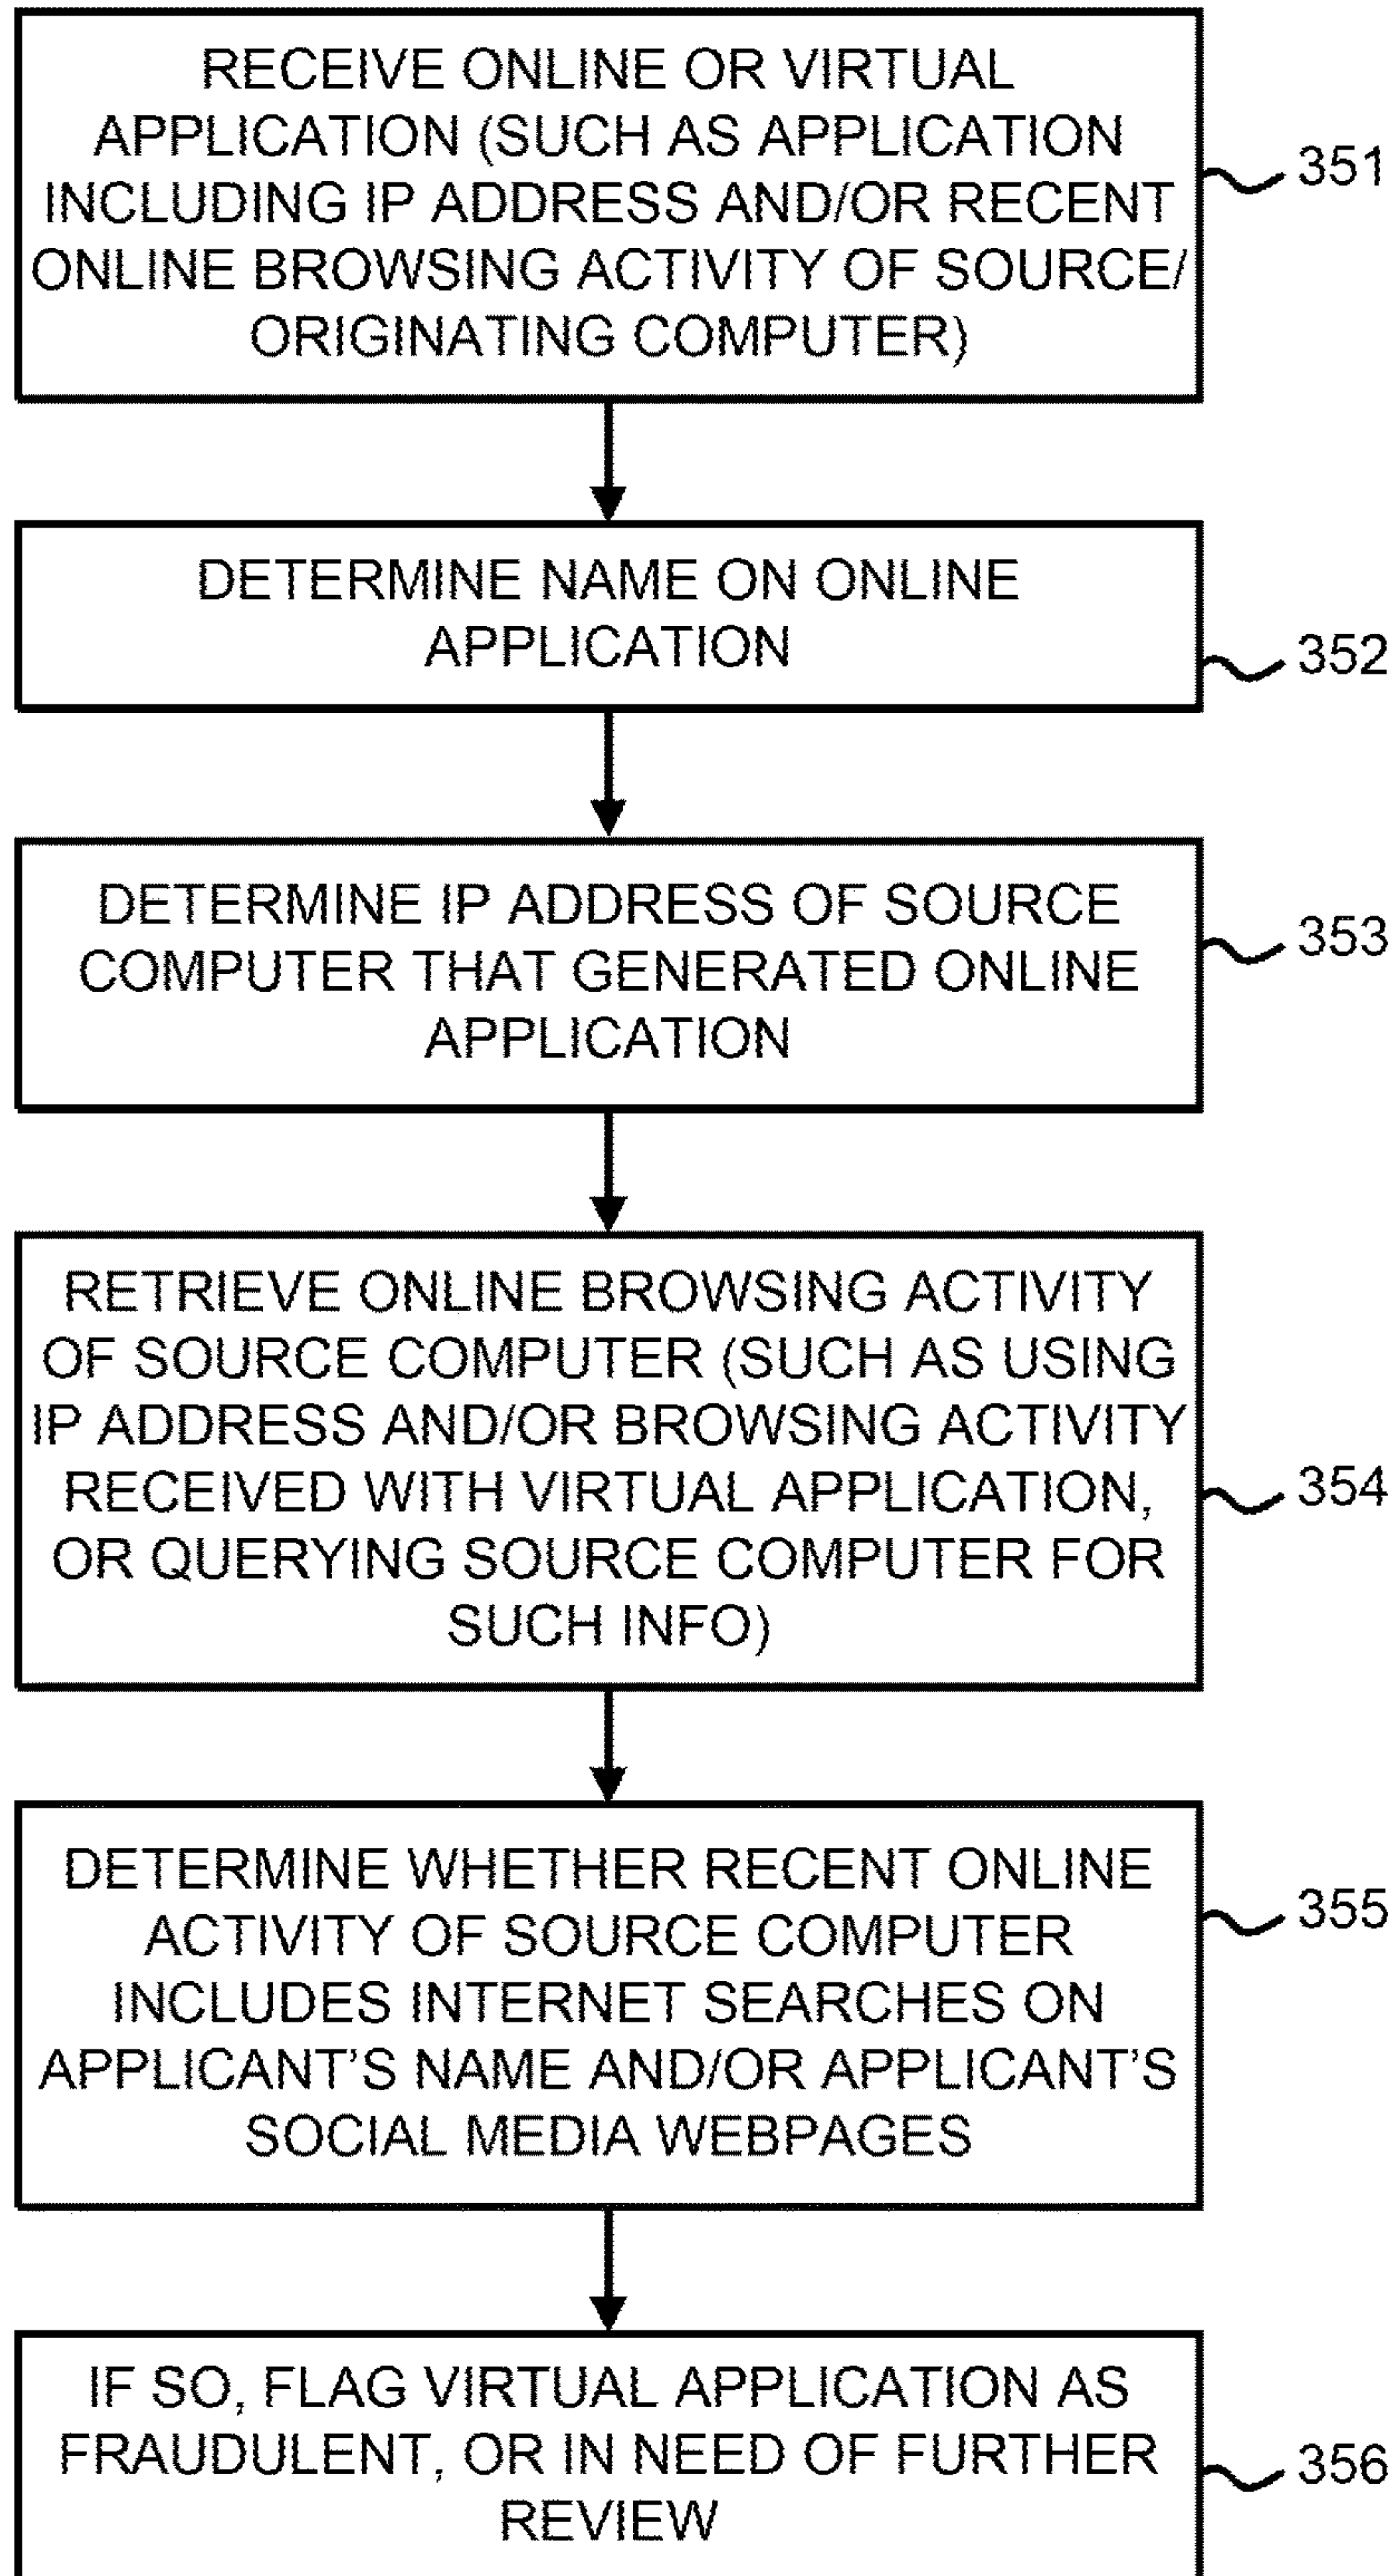 RECEIVE ONLINE OR VIRTUAL
APPLICATION (SUCH AS APPLICATION
INCLUDING IP ADDRESS AND/OR RECENT
ONLINE BROWSING ACTIVITY OF SOURCE/
ORIGINATING COMPUTER)
351
DETERMINE NAME ON ONLINE
APPLICATION
352
DETERMINE IP ADDRESS OF SOURCE
COMPUTER THAT GENERATED ONLINE
APPLICATION
353
RETRIEVE ONLINE BROWSING ACTIVITY
OF SOURCE COMPUTER (SUCH AS USING
IP ADDRESS AND/OR BROWSING ACTIVITY
RECEIVED WITH VIRTUAL APPLICATION,
OR QUERYING SOURCE COMPUTER FOR
SUCH INFO)
354
DETERMINE WHETHER RECENT ONLINE
ACTIVITY OF SOURCE COMPUTER
INCLUDES INTERNET SEARCHES ON
APPLICANT'S NAME AND/OR APPLICANT'S
SOCIAL MEDIA WEBPAGES
355
IF SO, FLAG VIRTUAL APPLICATION AS
FRAUDULENT, OR IN NEED OF FURTHER
REVIEW
356